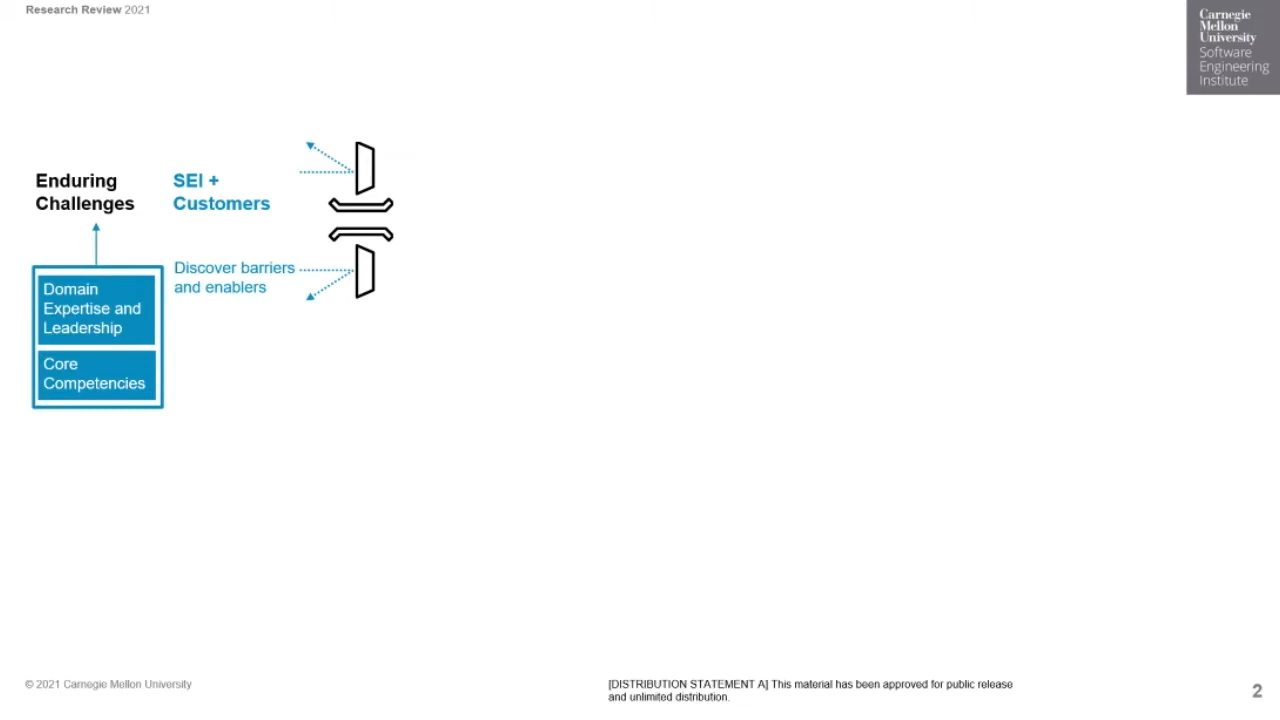 Research Review 2021
Carnegie
Mellon
University
Software
Engineering
Institute
Enduring
Challenges
SEI +
Customers
Discover barriers
and enablers
Domain
Expertise and
Leadership
Core
Competencies
© 2021 Carnegie Mellon University
[DISTRIBUTION STATEMENT A] This material has been approved for public release
and unlimited distribution.
2